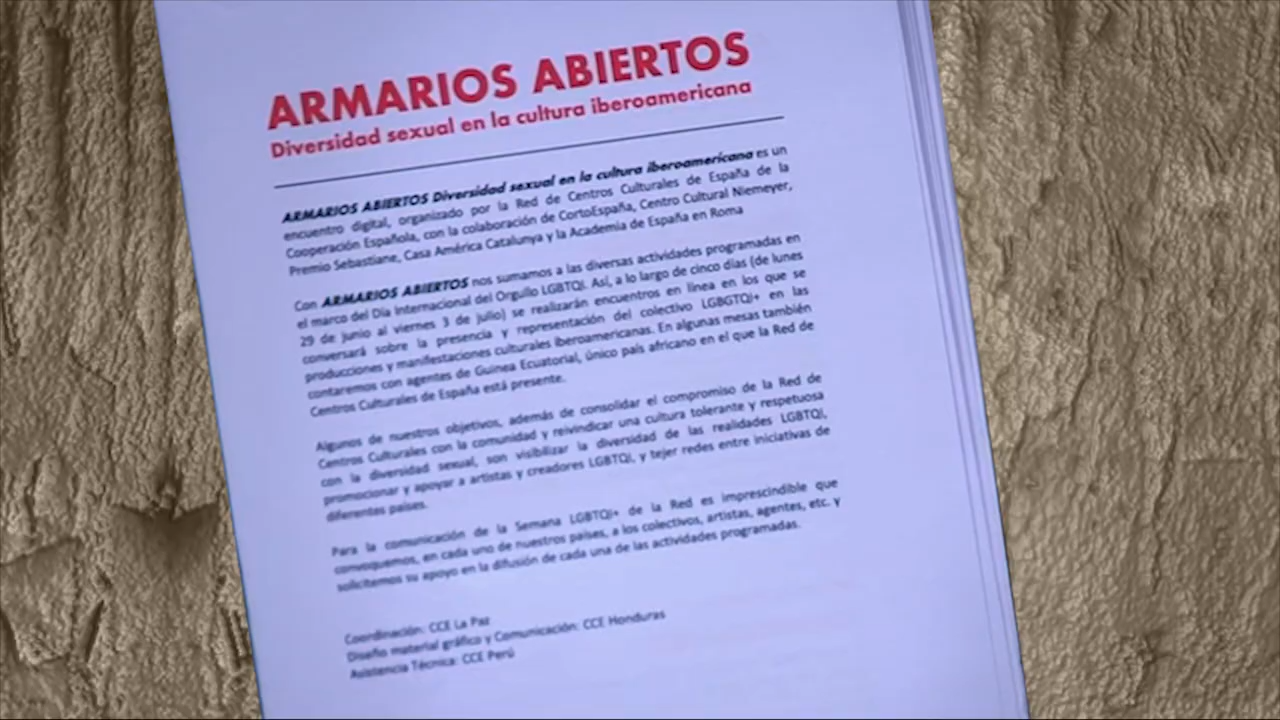 ARMARIOS ABIERTOS
Diversidad sexual en la cultura iberoamericana
ARMARIOS ABIERTOS Diversidad sexual en la cultura iberoamericana es un
encuentro digital, organizado por la Red de Centros Culturales de España de la
Cooperación Española, con la colaboración de CortoEspaña, Centro Cultural Niemeyer,
Premio Sebastiane, Casa América Catalunya y la Academia de España en Roma
Con ARMARIOS ABIERTOS nos sumamos a las diversas actividades programadas en
el marco del Día Internacional del Orgullo LGBTQI. Así, a lo largo de cinco días (de lunes
29 de junio al viernes 3 de julio) se realizarán encuentros en línea en los que se
conversará sobre la presencia y representación del colectivo LGBGTQI+ en las
producciones y manifestaciones culturales iberoamericanas. En algunas mesas también
contaremos con agentes de Guinea Ecuatorial, único país africano en el que la Red de
Centros Culturales de España está presente.
Algunos de nuestros objetivos, además de consolidar el compromiso de la Red de
Centros Culturales con la comunidad y reivindicar una cultura tolerante y respetuosa
con la diversidad sexual, son visibilizar la diversidad de las realidades LGBTQI,
promocionar y apoyar a artistas y creadores LGBTQI, y tejer redes entre iniciativas de
diferentes países.
Para la comunicación de la Semana LGBTQI+ de la Red es imprescindible que
convoquemos, en cada uno de nuestros países, a los colectivos, artistas, agentes, etc. y
solicitemos su apoyo en la difusión de cada una de las actividades programadas.
Coordinación: CCE La Paz
Diseño material gráfico y Comunicación: CCE Honduras
Asistencia Técnica: CCE Perú